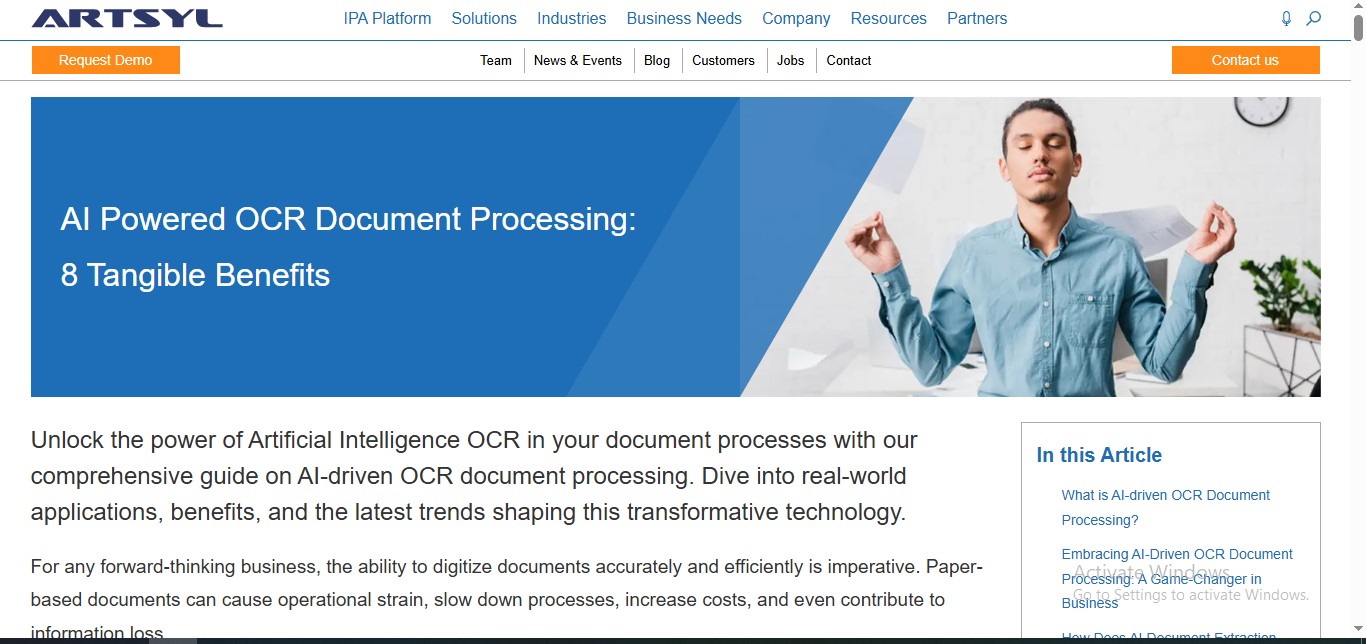 ARTSYL
IPA Platform Solutions Industries Business Needs Company Resources Partners
Request Demo
Team News & Events Blog Customers Jobs Contact
Contact us
AI Powered OCR Document Processing:
8 Tangible Benefits
Unlock the power of Artificial Intelligence OCR in your document processes with our
comprehensive guide on AI-driven OCR document processing. Dive into real-world
applications, benefits, and the latest trends shaping this transformative technology.
For any forward-thinking business, the ability to digitize documents accurately and efficiently is imperative. Paper-
based documents can cause operational strain, slow down processes, increase costs, and even contribute to
information loss.
In this Article
What is AI-driven OCR Document
Processing?
Embracing AI-Driven OCR Document
Processing: A Game-Changer in
Business
How Does AI Document Extraction
Activate Windows
Go to Settings to activate Windows.